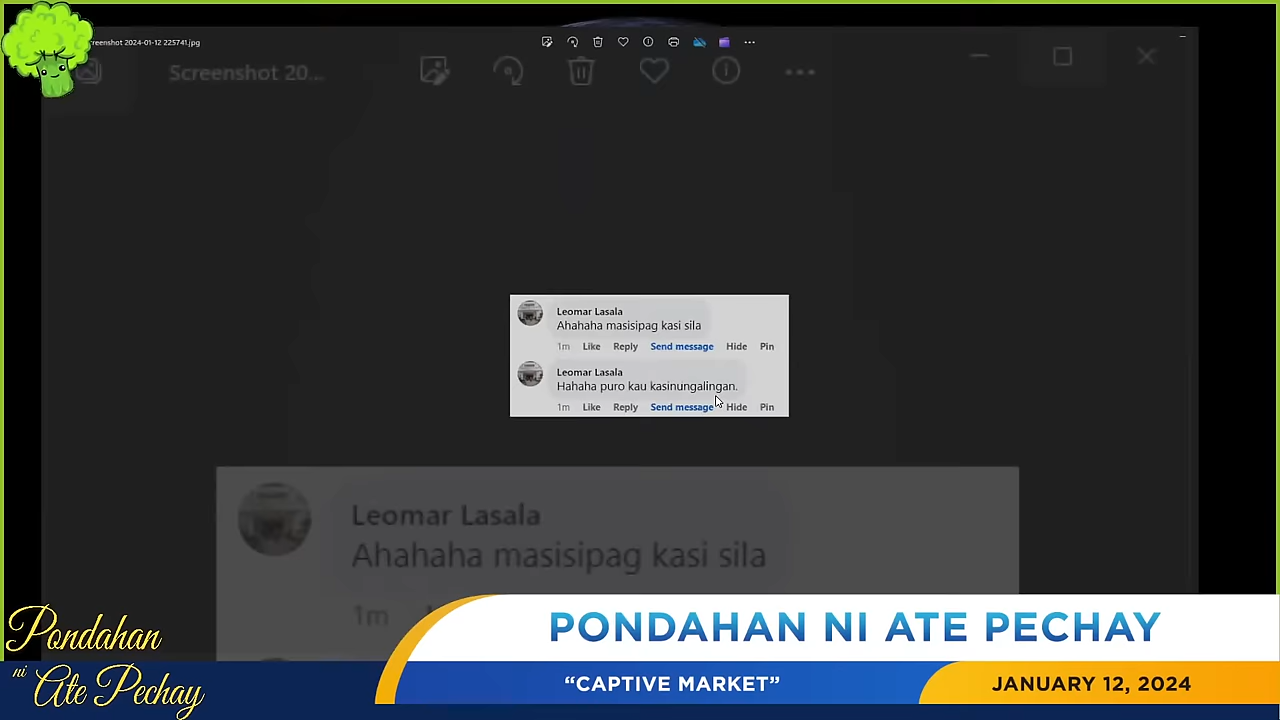 reenshot 2024-01-12 225741.jpg
Screenshot 20...
Leomar Lasala
Ahahaha masisipag kasi sila
1m Like Reply Send message Hide Pin
Leomar Lasala
Hahaha puro kau kasinungalingan.
1m Like Reply Send message Hide Pin
Leomar Lasala
Ahahaha masisipag kasi sila
1m
Pondahan
ni
Ate Pechay
PONDAHAN NI ATE PECHAY
“CAPTIVE MARKET”
JANUARY 12, 2024